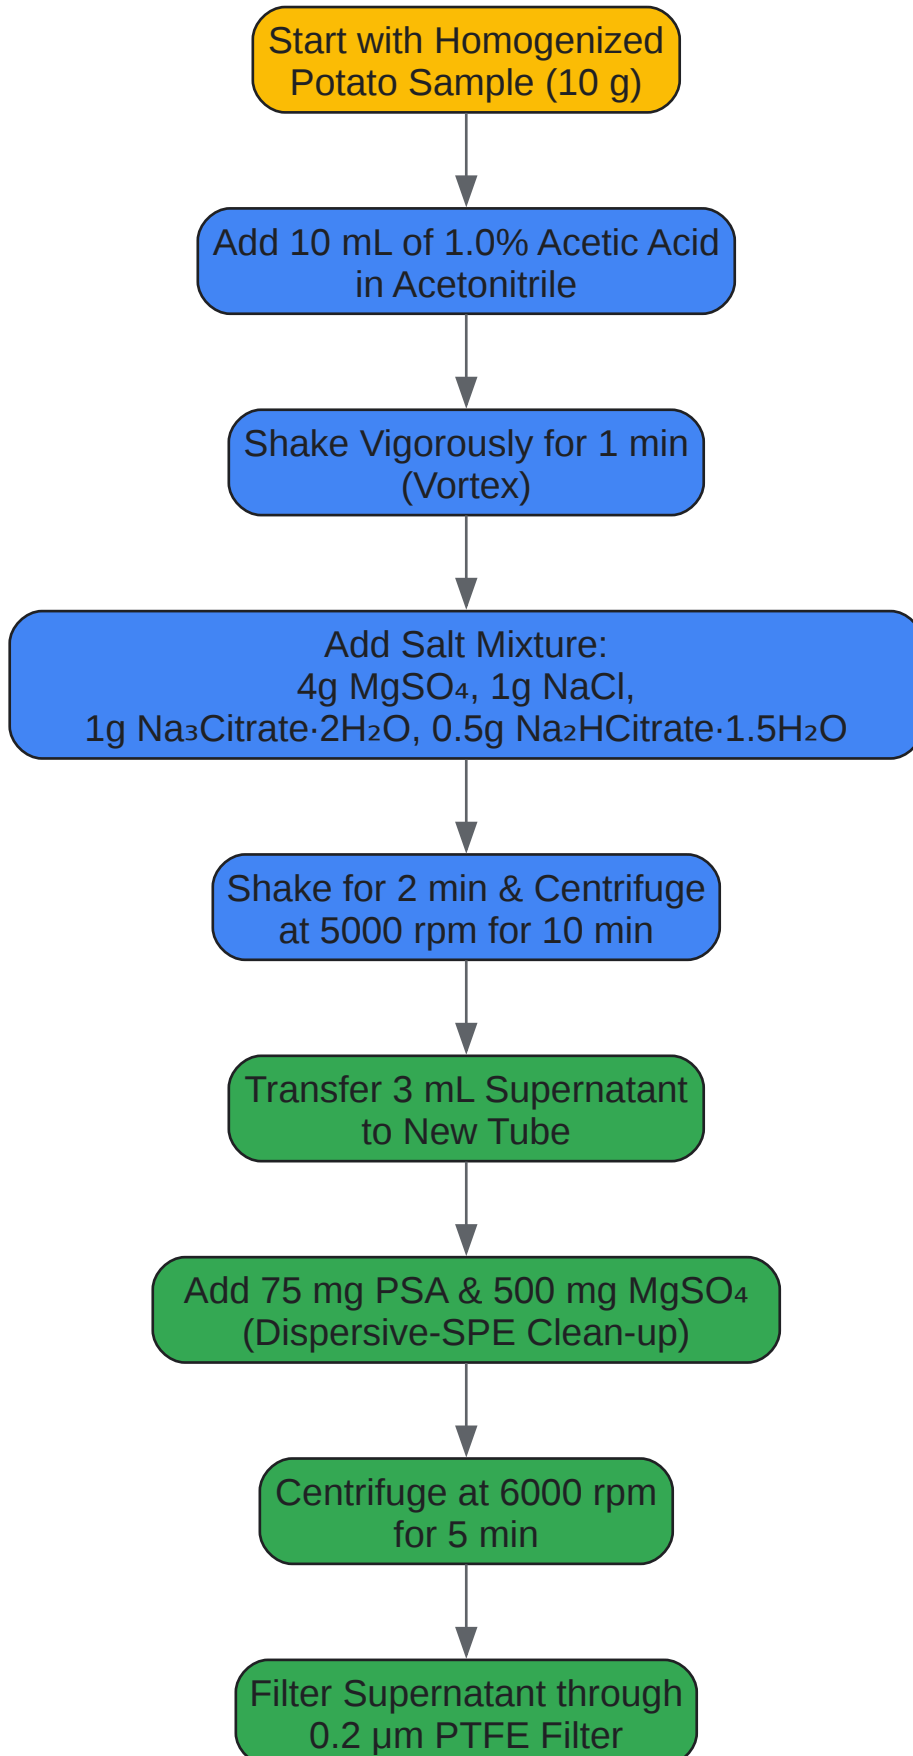 Start with Homogenized
Potato Sample (10 g)
Add 10 mL of 1.0% Acetic Acid
in Acetonitrile
Shake Vigorously for 1 min
(Vortex)
Add Salt Mixture:
4g MgSO₄, 1g NaCl,
1g Na₃Citrate·2H₂O, 0.5g Na₂HCitrate·1.5H₂O
Shake for 2 min & Centrifuge
at 5000 rpm for 10 min
Transfer 3 mL Supernatant
to New Tube
Add 75 mg PSA & 500 mg MgSO₄
(Dispersive-SPE Clean-up)
Centrifuge at 6000 rpm
for 5 min
Filter Supernatant through
0.2 μm PTFE Filter